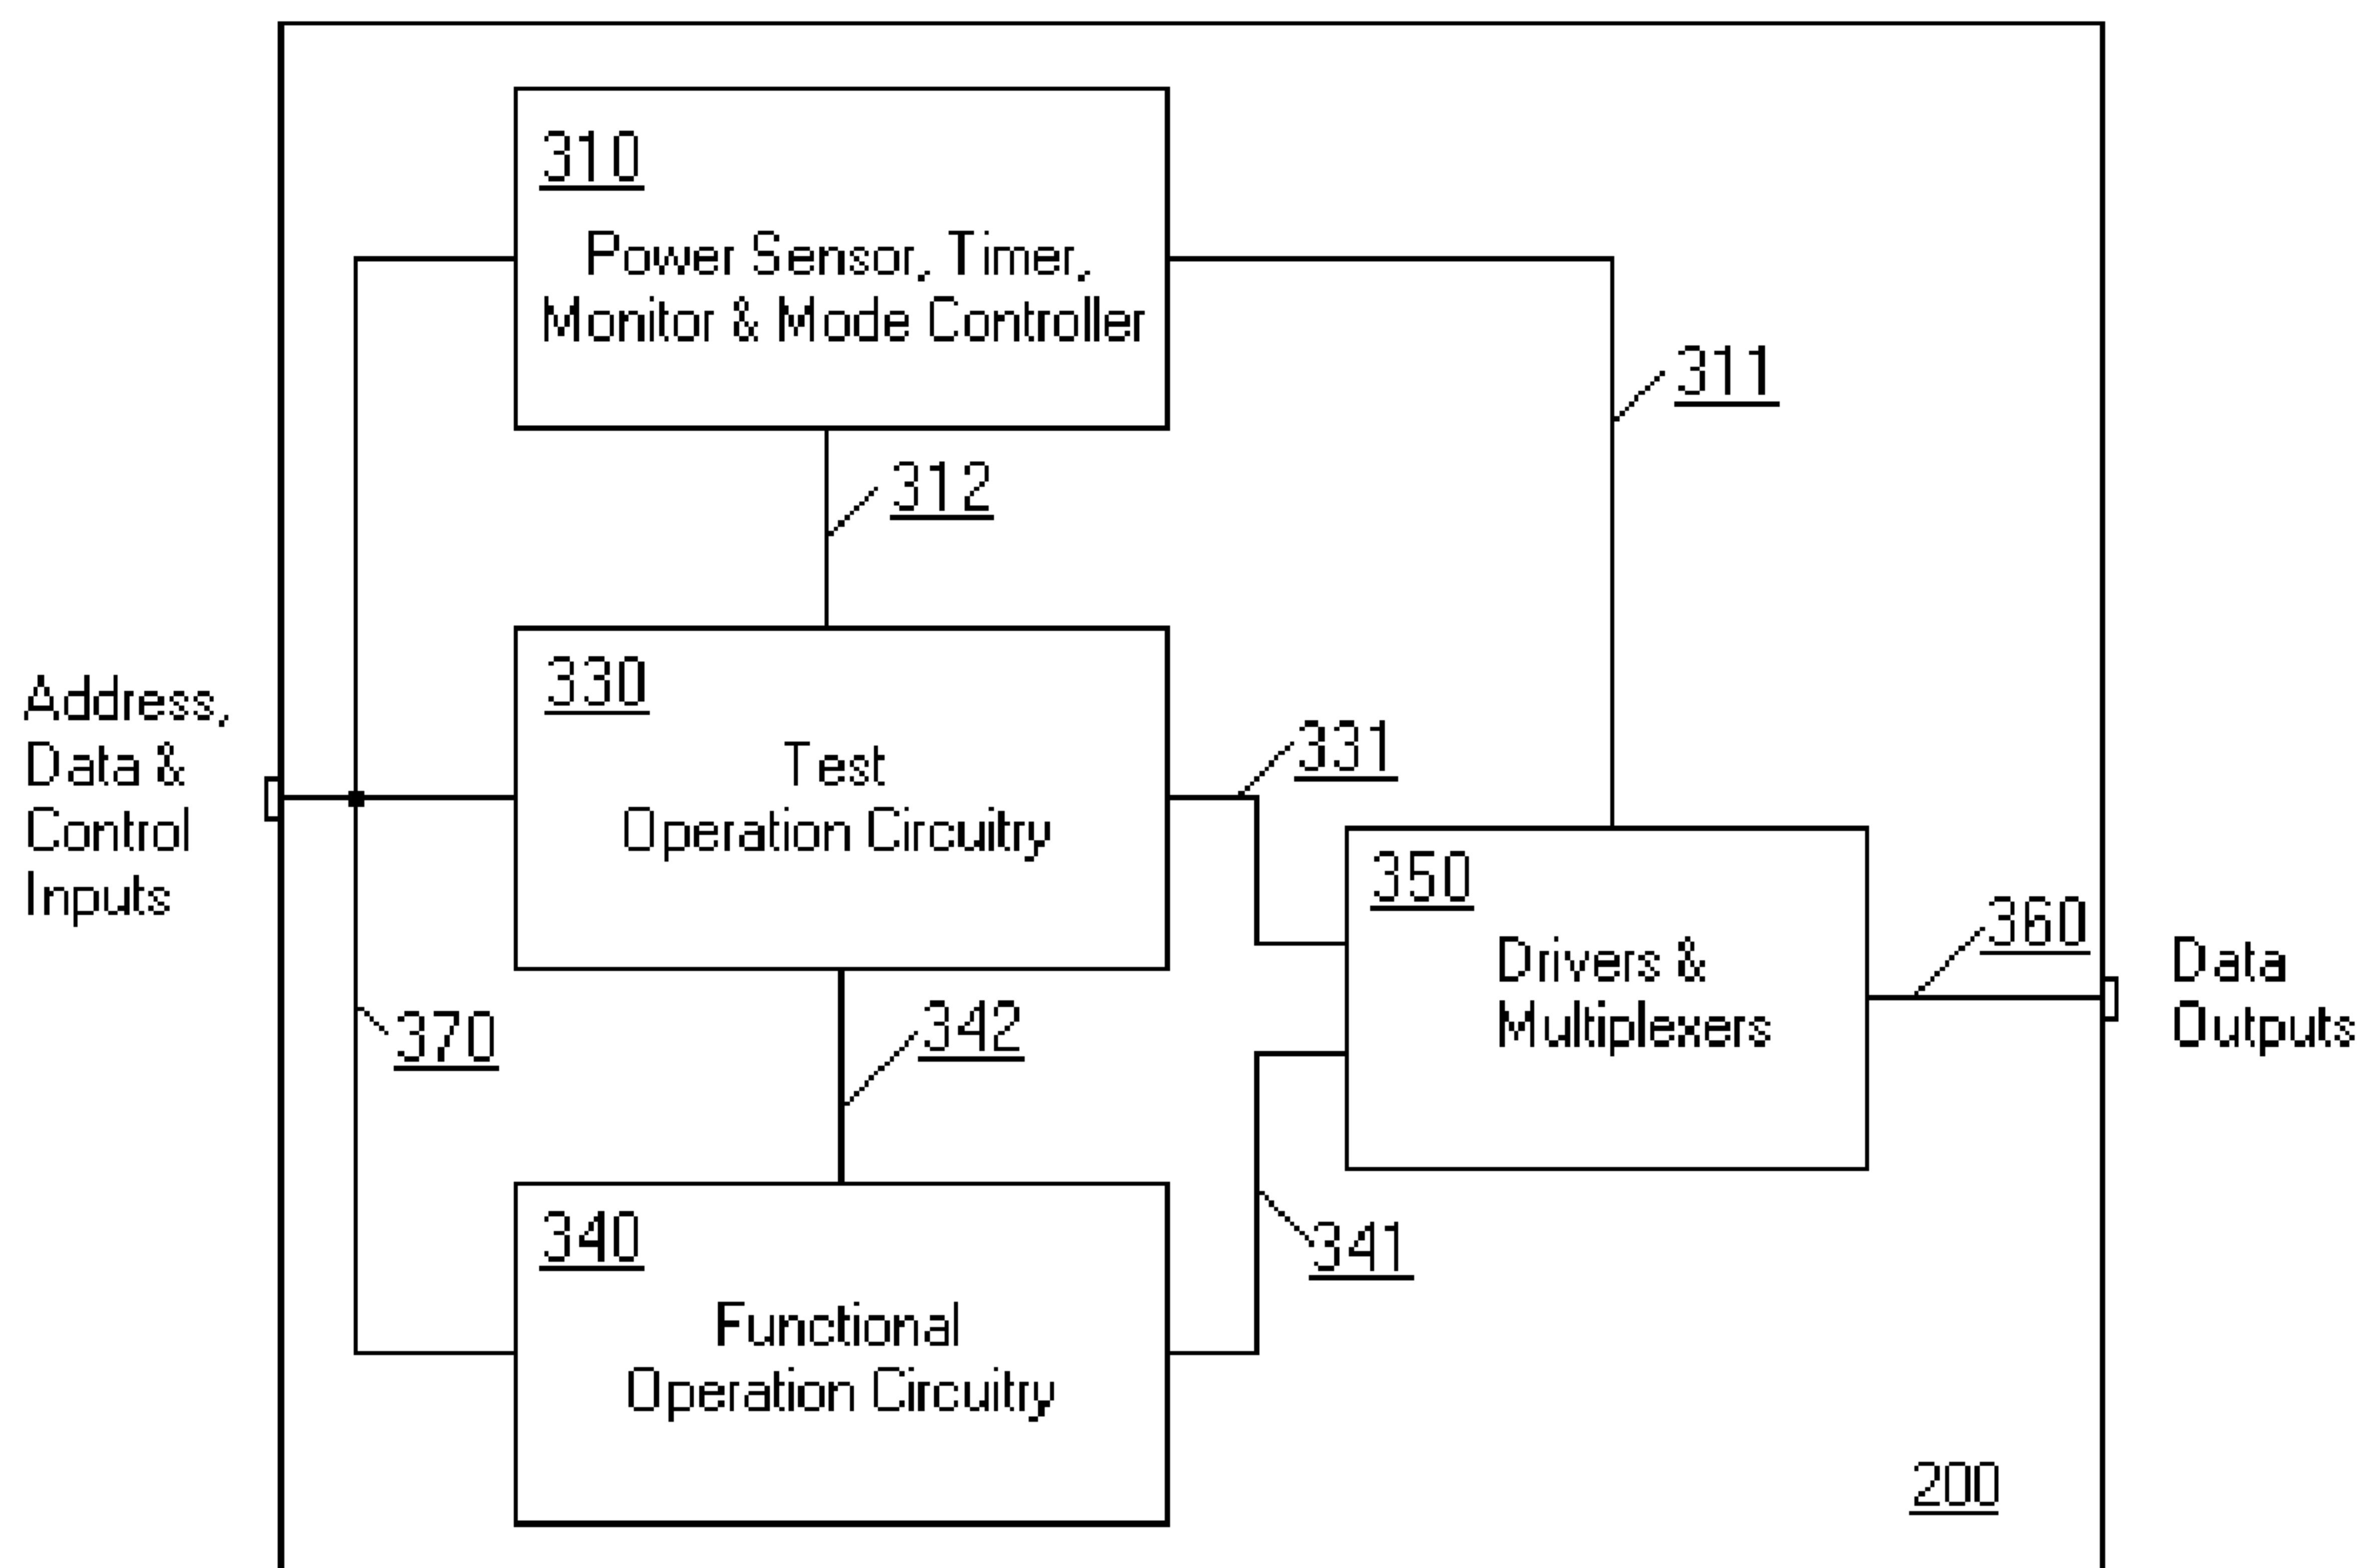 310
Power Sensor, Timer,
Monitor & Mode Controller
311
312
330
Test
Operation Circuitry
331
Address,
Data &
Control
Inputs
350
Drivers &
Multiplexers
360
Data
Outputs
370
342
340
Functional
Operation Circuitry
341
200